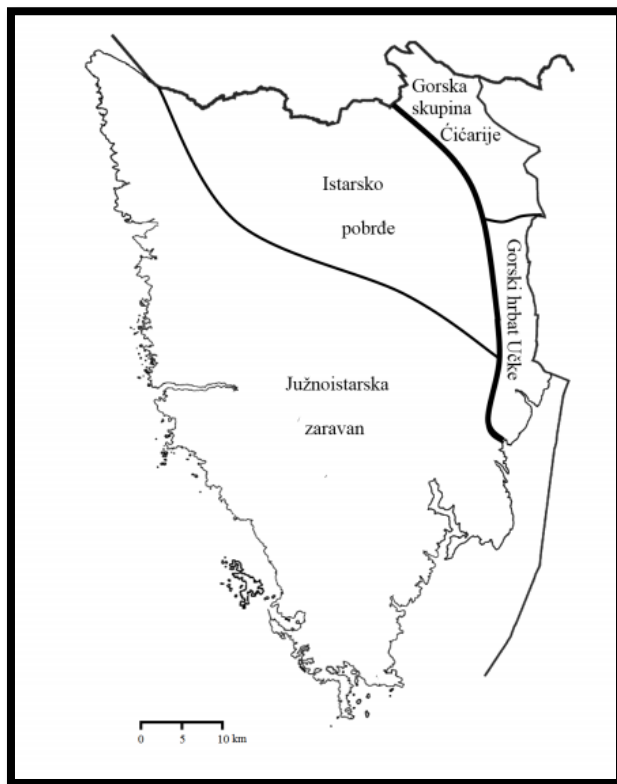 Gorska
skupina
Ćićarije
Istarsko
pobrđe
Gorski hrbat Učke
Južnoistarska
zaravan
0 5 10 km